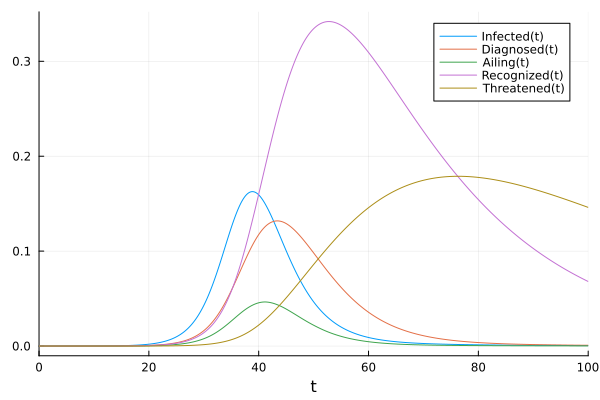 Infected(t)
Diagnosed(t)
Ailing(t)
Recognized(t)
Threatened(t)
0.3
0.2
0.1
0.0
0 20 40 60 80 100
t